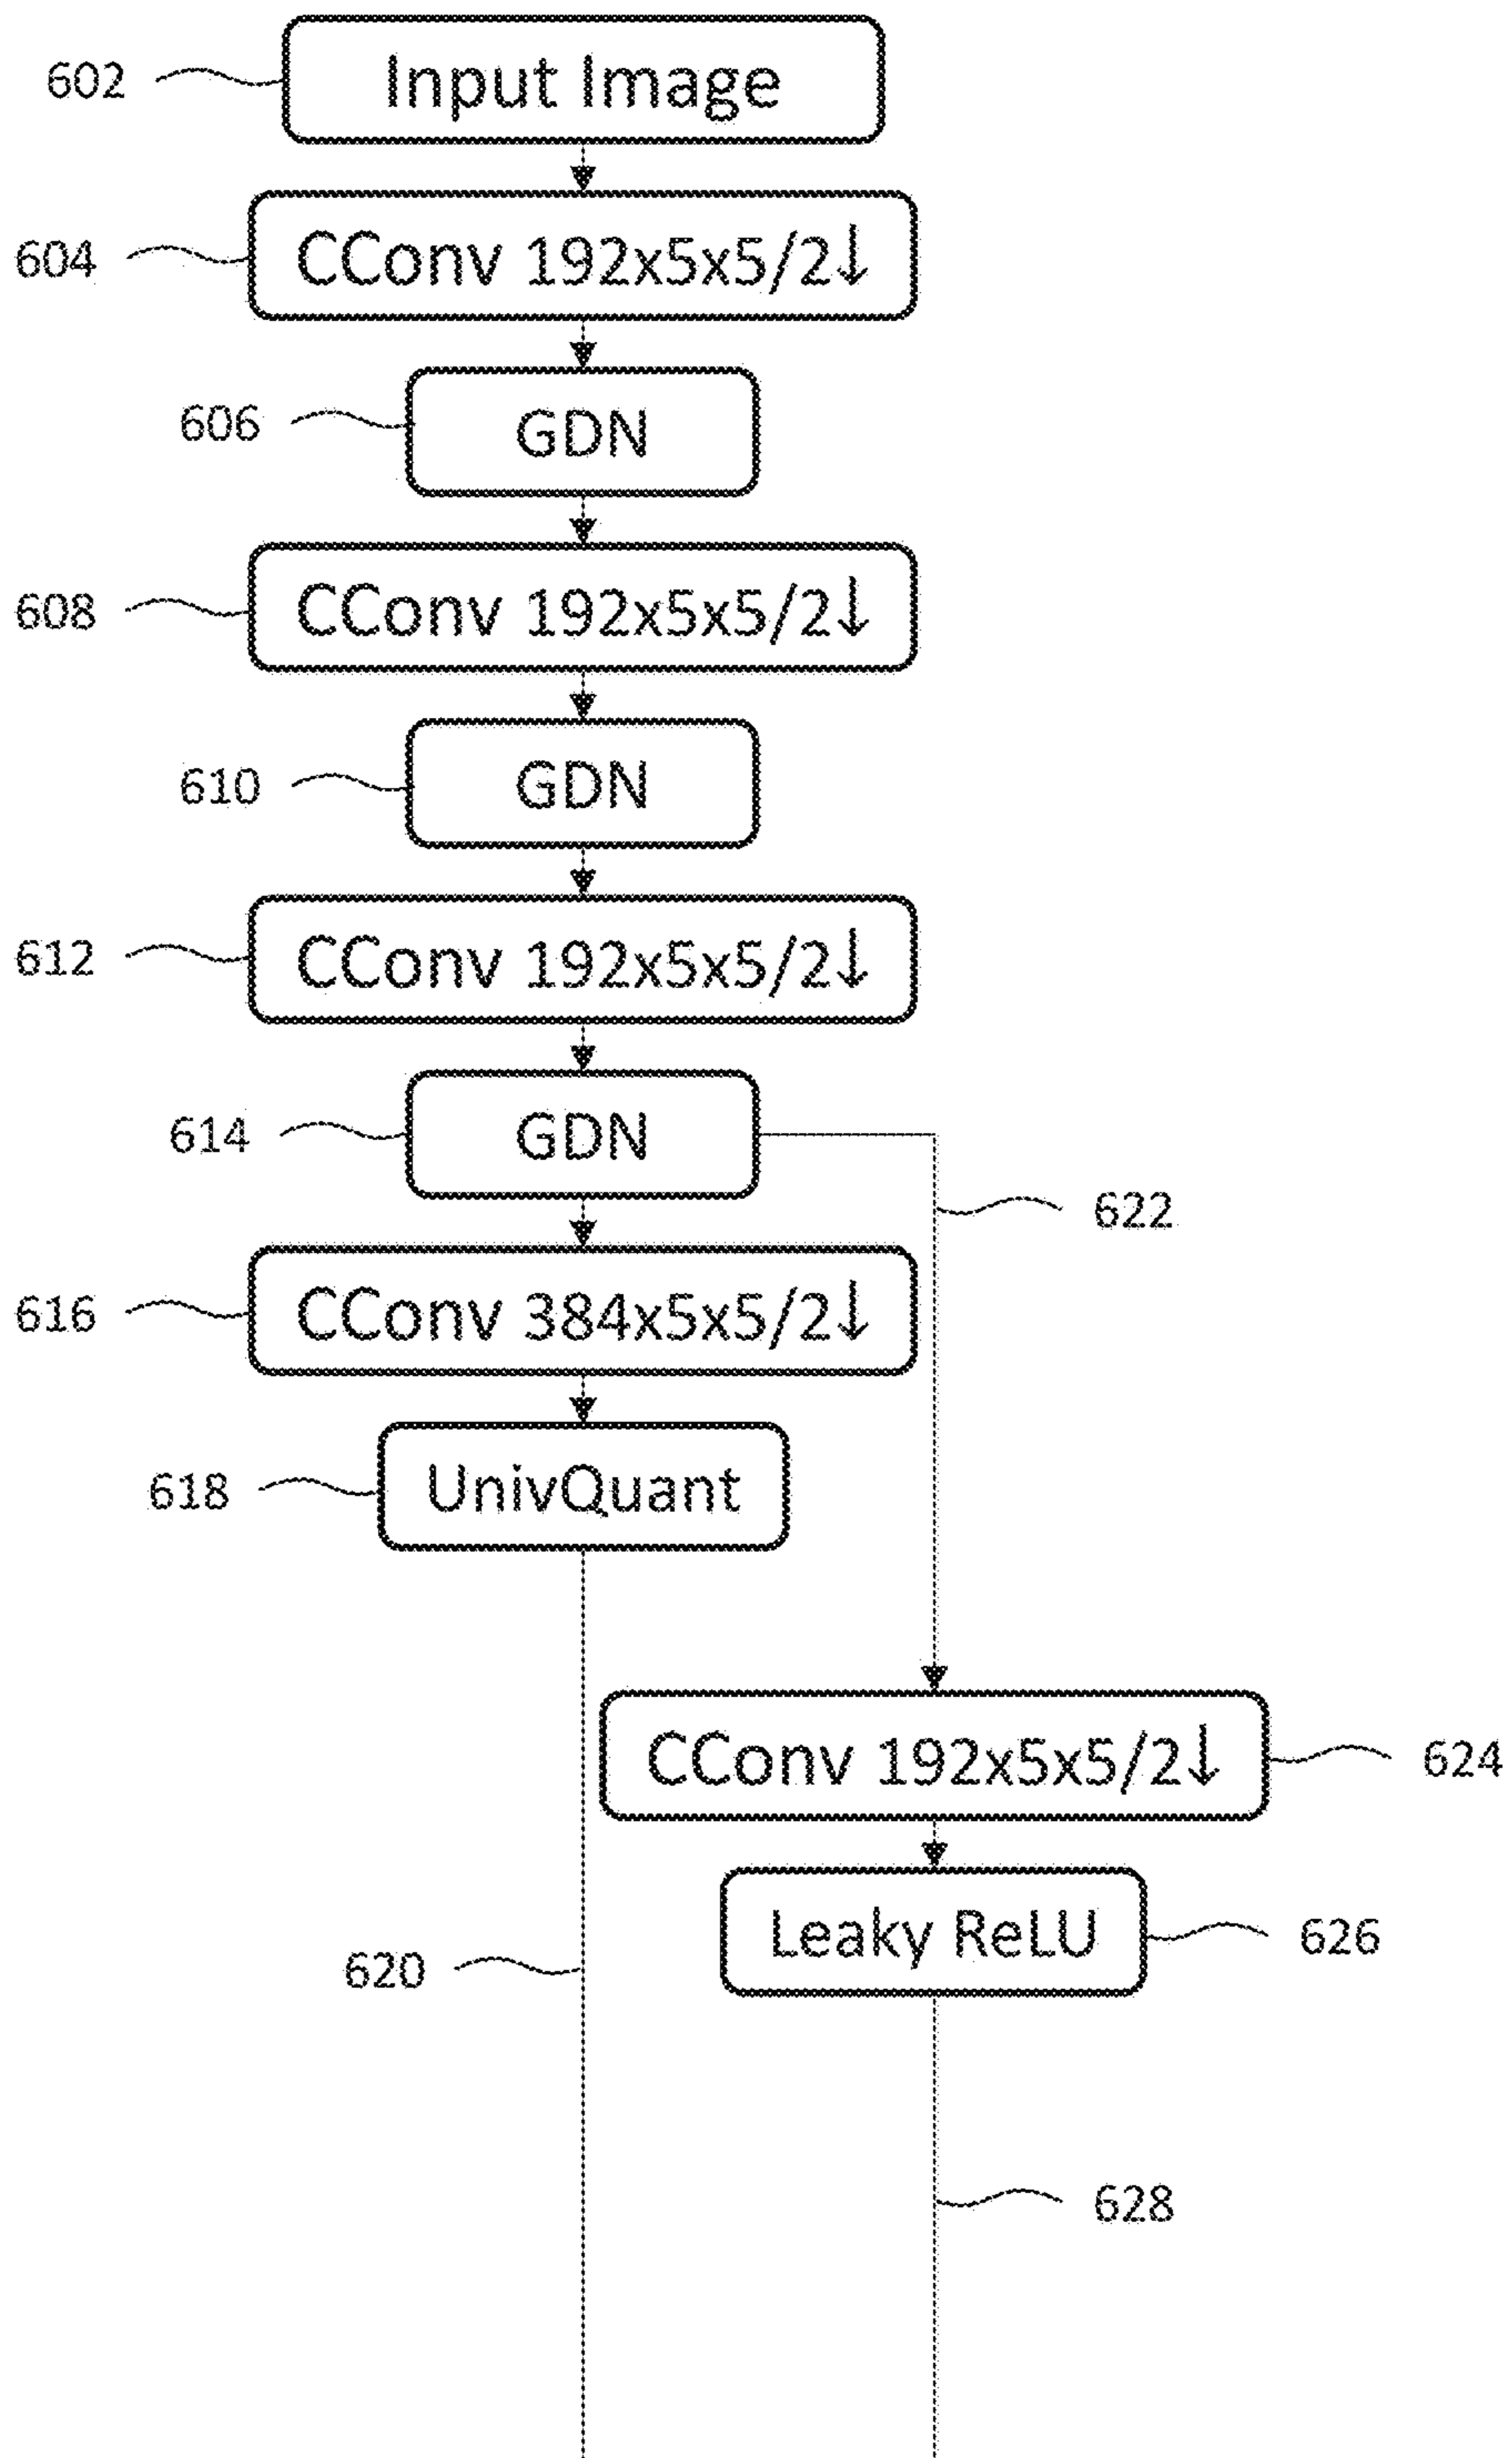 602
Input Image
604
CConv 192x5x5/2↓
606
GDN
608
CConv 192x5x5/2↓
610
GDN
612
CConv 192x5x5/2↓
614
GDN
622
616
CConv 384x5x5/2↓
618
UnivQuant
CConv 192x5x5/2↓
624
Leaky ReLU
626
620
628